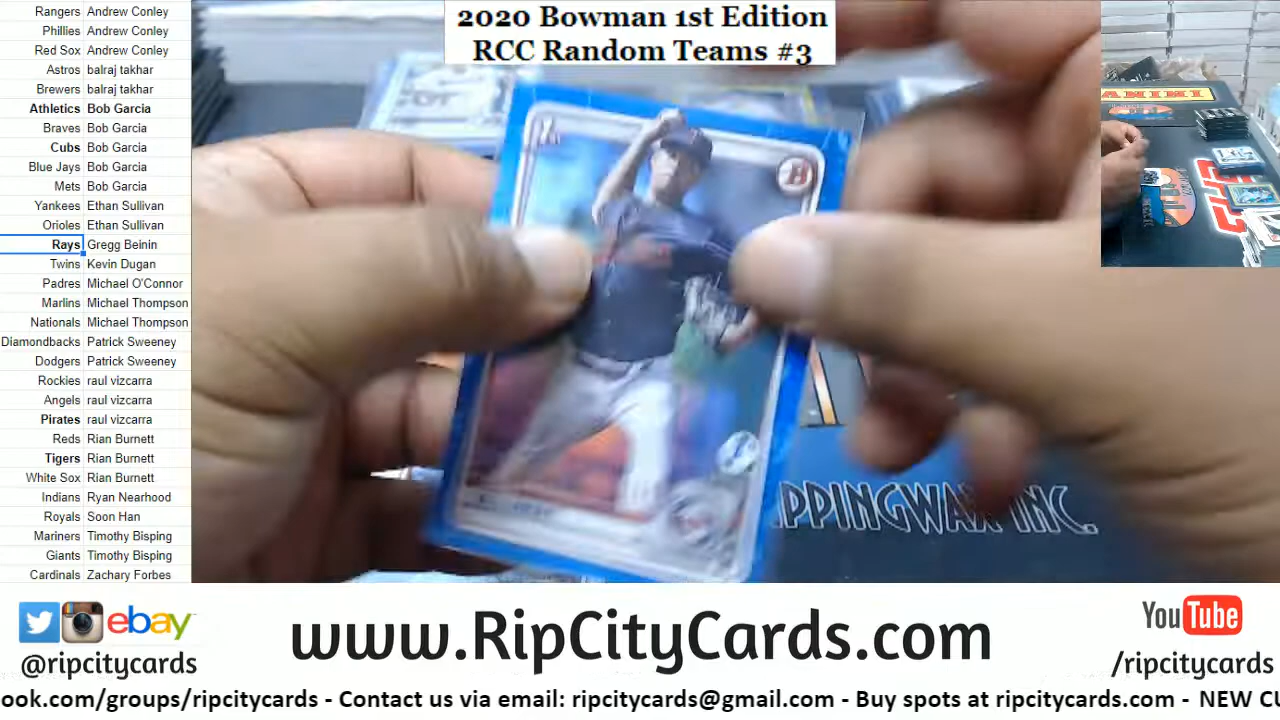 2020 Bowman 1st Edition
RCC Random Teams #3
Rangers Andrew Conley
Phillies Andrew Conley
Red Sox Andrew Conley
Astros balraj takhar
Brewers balraj takhar
Athletics Bob Garcia
Braves Bob Garcia
Cubs Bob Garcia
Blue Jays Bob Garcia
Mets Bob Garcia
Yankees Ethan Sullivan
Orioles Ethan Sullivan
Rays Gregg Beinin
Twins Kevin Dugan
Padres Michael O'Connor
Marlins Michael Thompson
Nationals Michael Thompson
Diamondbacks Patrick Sweeney
Dodgers Patrick Sweeney
Rockies raul vizcarra
Angels raul vizcarra
Pirates raul vizcarra
Reds Rian Burnett
Tigers Rian Burnett
White Sox Rian Burnett
Indians Ryan Nearhood
Royals Soon Han
Mariners Timothy Bisping
Giants Timothy Bisping
Cardinals Zachary Forbes
PANINI
B
PPINGWAX INC.
ebay
@ripcitycards
www.RipCityCards.com
YouTube
/ripcitycards
ook.com/groups/ripcitycards - Contact us via email: ripcitycards@gmail.com - Buy spots at ripcitycards.com - NEW CU